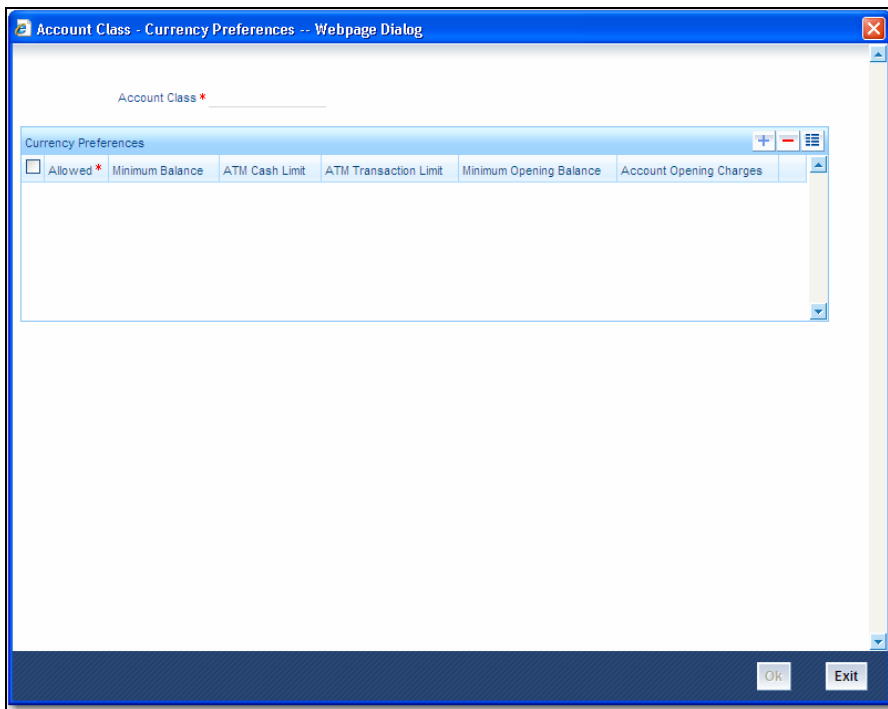 Account Class - Currency Preferences -- Webpage Dialog
Account Class *
Currency Preferences
Allowed * Minimum Balance ATM Cash Limit ATM Transaction Limit Minimum Opening Balance Account Opening Charges
Ok Exit